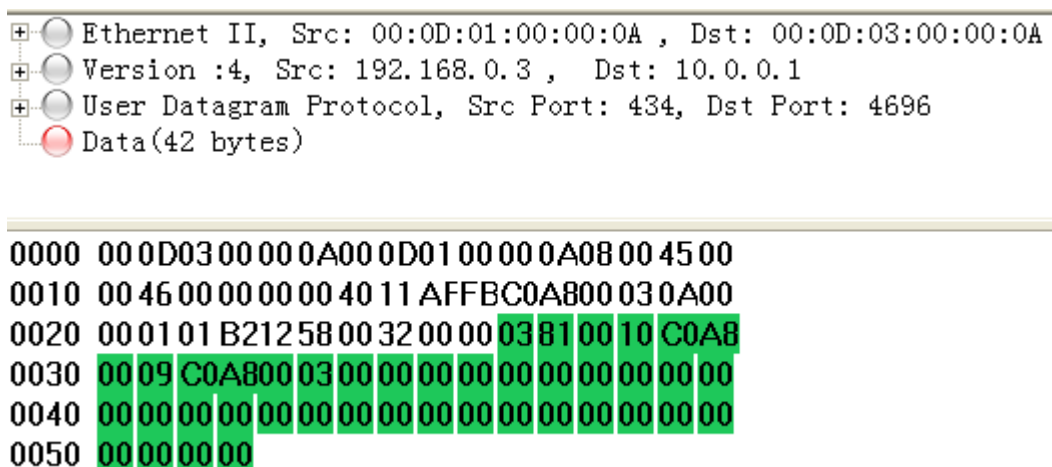 Ethernet II, Src: 00:0D:01:00:00:0A , Dst: 00:0D:03:00:00:0A
Version :4, Src: 192.168.0.3 , Dst: 10.0.0.1
User Datagram Protocol, Src Port: 434, Dst Port: 4696
Data(42 bytes)
0000 00 0D 03 00 00 0A 00 0D 01 00 00 0A 08 00 45 00
0010 00 46 00 00 00 00 40 11 AF FB C0 A8 00 03 0A 00
0020 00 01 01 B2 12 58 00 32 00 00 03 81 00 10 C0 A8
0030 00 09 C0 A8 00 03 00 00 00 00 00 00 00 00 00 00
0040 00 00 00 00 00 00 00 00 00 00 00 00 00 00 00 00
0050 00 00 00 00